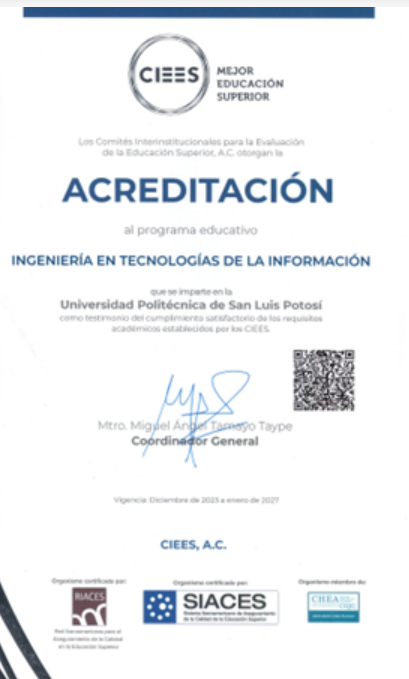 CIEES
MEJOR
EDUCACIÓN
SUPERIOR
Los Comités Interinstitucionales para la Evaluación
de la Educación Superior, A.C. otorgan la
ACREDITACIÓN
al programa educativo
INGENIERÍA EN TECNOLOGÍAS DE LA INFORMACIÓN
que se imparte en la
Universidad Politécnica de San Luis Potosí
como testimonio del cumplimiento satisfactorio de los requisitos
académicos establecidos por los CIEES.
Mtro. Miguel Ángel Tamayo Taype
Coordinador General
Vigencia: Diciembre de 2023 a enero de 2027
CIEES, A.C.
Organismo certificado por:
RIACES
Red Iberoamericana para el
Aseguramiento de la Calidad
en la Educación Superior
Organismo certificado por:
SIACES
Sistema Iberoamericano de Aseguramiento
de la Calidad de la Educación Superior
Organismo miembro de:
CHEA
CIQG